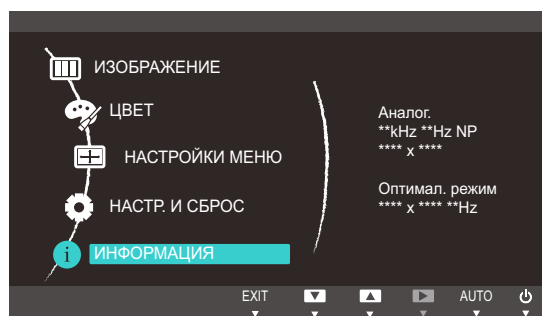 ИЗОБРАЖЕНИЕ
ЦВЕТ
НАСТРОЙКИ МЕНЮ
НАСТР. И СБРОС
i ИНФОРМАЦИЯ
Аналог.
**kHz **Hz NP
**** x ****
Оптимал. режим
**** x **** **Hz
EXIT AUTO